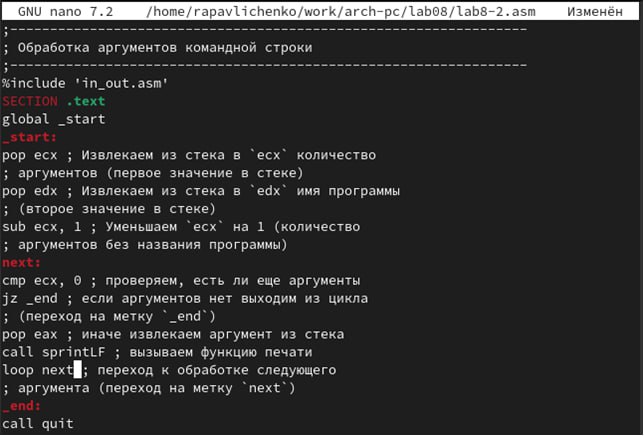 GNU nano 7.2 /home/rapavlichenko/work/arch-pc/lab08/lab8-2.asm Изменён
;------------------------------------------------------------------
; Обработка аргументов командной строки
;------------------------------------------------------------------
%include 'in_out.asm'
SECTION .text
global _start
_start:
pop ecx ; Извлекаем из стека в `ecx` количество
; аргументов (первое значение в стеке)
pop edx ; Извлекаем из стека в `edx` имя программы
; (второе значение в стеке)
sub ecx, 1 ; Уменьшаем `ecx` на 1 (количество
; аргументов без названия программы)
next:
cmp ecx, 0 ; проверяем, есть ли еще аргументы
jz _end ; если аргументов нет выходим из цикла
; (переход на метку `_end`)
pop eax ; иначе извлекаем аргумент из стека
call sprintLF ; вызываем функцию печати
loop next ; переход к обработке следующего
; аргумента (переход на метку `next`)
_end:
call quit